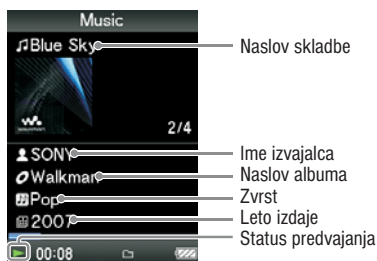 Music
Blue Sky
Naslov skladbe
2/4
SONY
Ime izvajalca
Walkman
Naslov albuma
Pop
Zvrst
2007
Leto izdaje
Status predvajanja
00:08